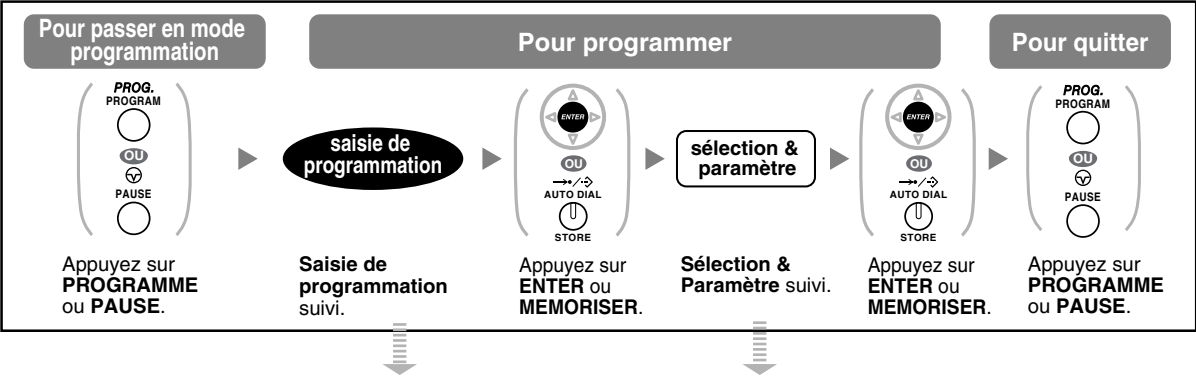 Pour passer en mode
programmation
Pour programmer
Pour quitter
PROG.
PROGRAM
OU
PAUSE
saisie de
programmation
ENTER
OU
AUTO DIAL
STORE
sélection &
paramètre
ENTER
OU
AUTO DIAL
STORE
PROG.
PROGRAM
OU
PAUSE
Appuyez sur
PROGRAMME
ou PAUSE.
Saisie de
programmation
suivi.
Appuyez sur
ENTER ou
MEMORISER.
Sélection &
Paramètre suivi.
Appuyez sur
ENTER ou
MEMORISER.
Appuyez sur
PROGRAMME
ou PAUSE.